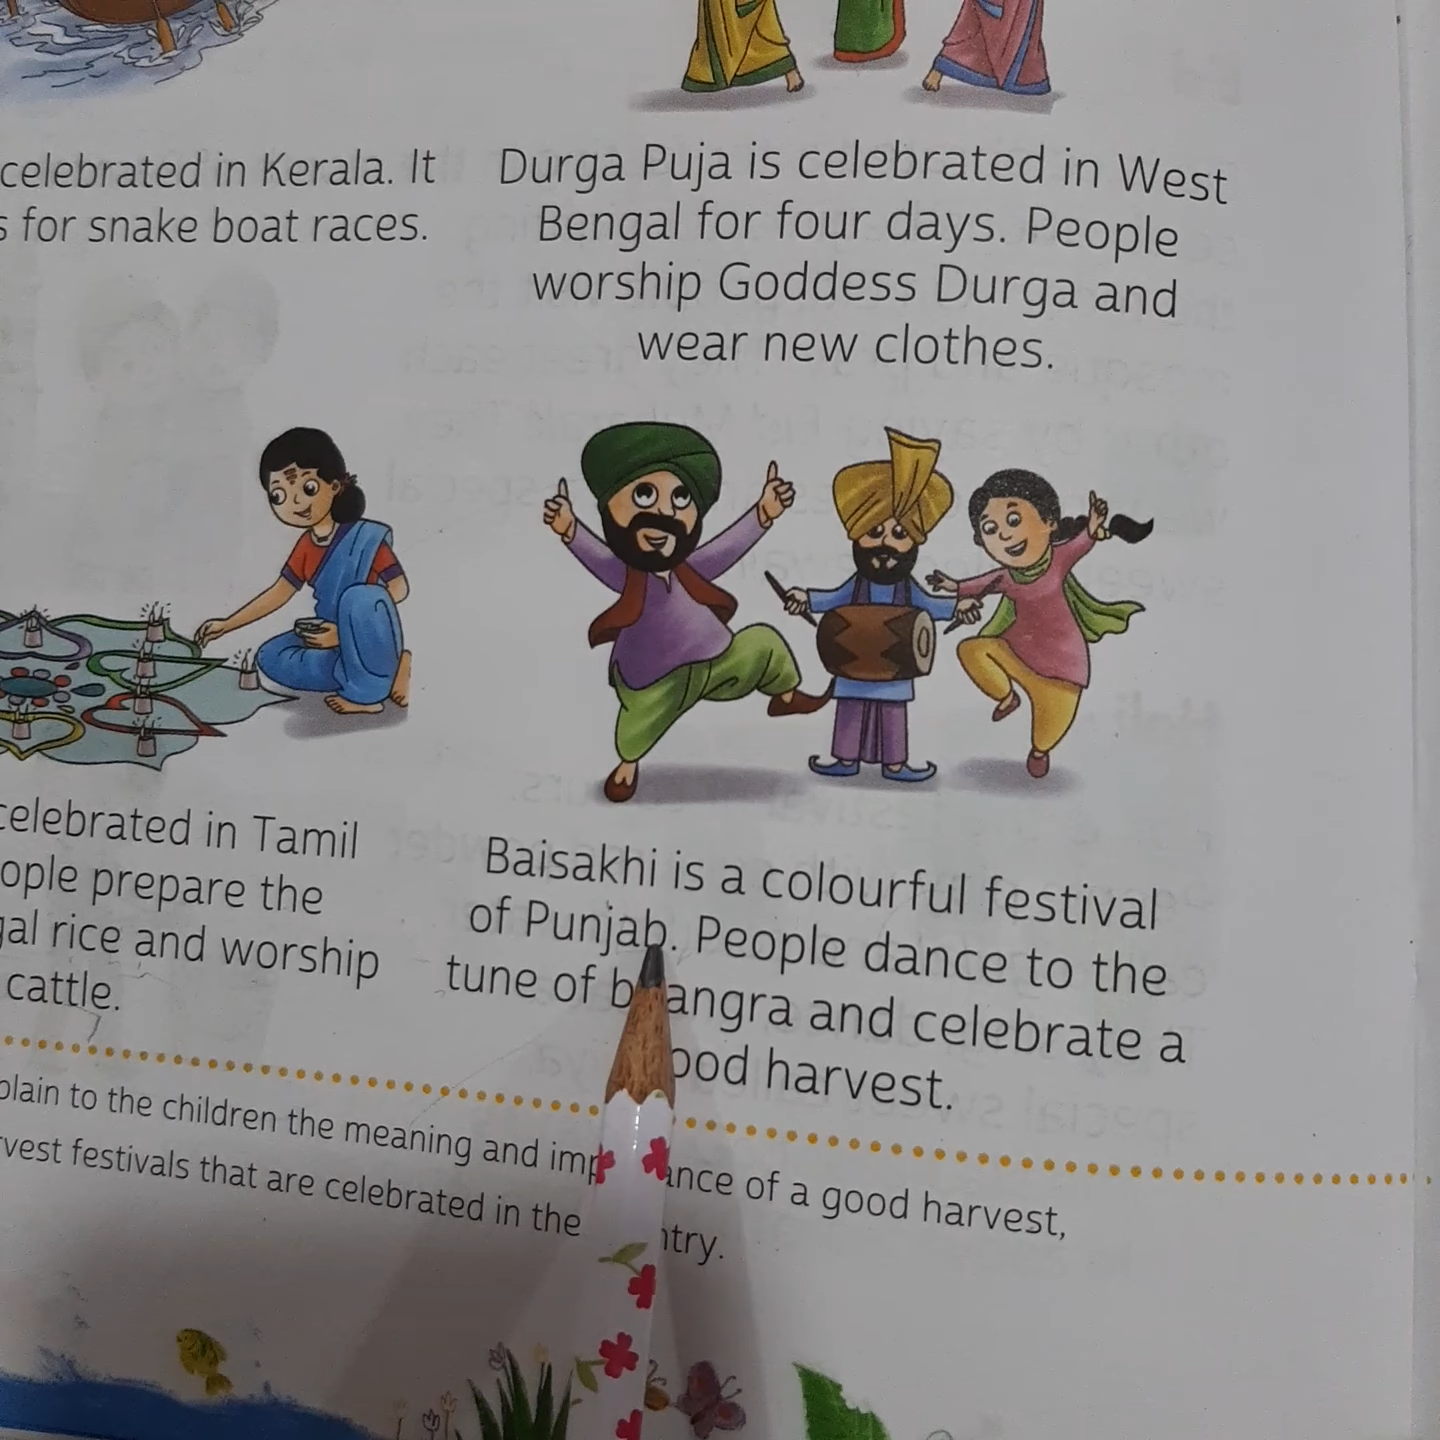 celebrated in Kerala. It
s for snake boat races.
Durga Puja is celebrated in West
Bengal for four days. People
worship Goddess Durga and
wear new clothes.
celebrated in Tamil
ople prepare the
gal rice and worship
cattle.
Baisakhi is a colourful festival
of Punjab. People dance to the
tune of b angra and celebrate a
ood harvest.
plain to the children the meaning and imp ance of a good harvest,
rvest festivals that are celebrated in the ntry.